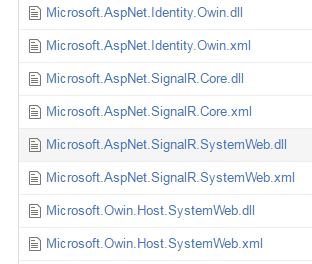 Microsoft.AspNet.Identity.Owin.dll
Microsoft.AspNet.Identity.Owin.xml
Microsoft.AspNet.SignalR.Core.dll
Microsoft.AspNet.SignalR.Core.xml
Microsoft.AspNet.SignalR.SystemWeb.dll
Microsoft.AspNet.SignalR.SystemWeb.xml
Microsoft.Owin.Host.SystemWeb.dll
Microsoft.Owin.Host.SystemWeb.xml